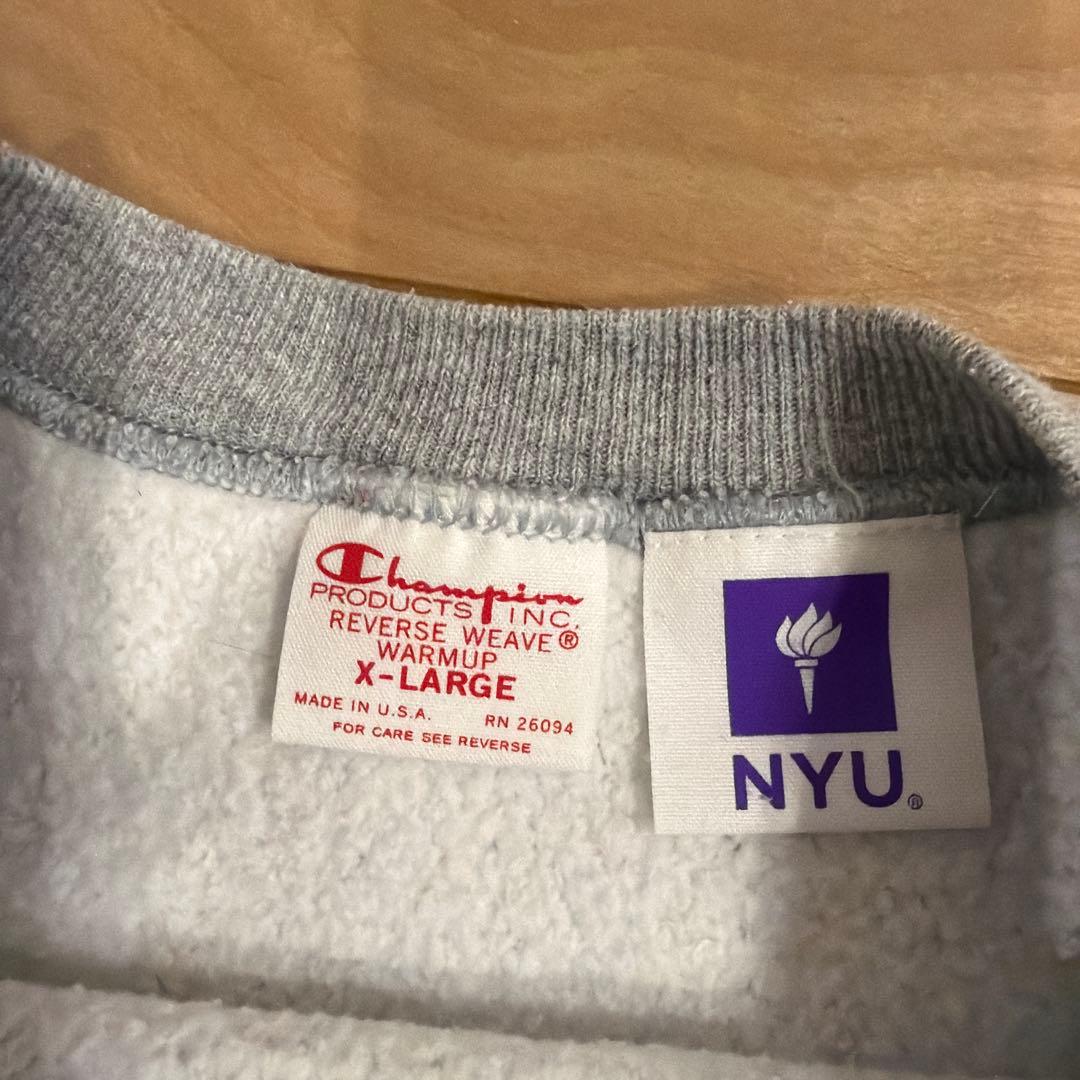 Champion
PRODUCTS INC.
REVERSE WEAVE®
WARMUP
X-LARGE
MADE IN U.S.A. RN 26094
FOR CARE SEE REVERSE
NYU®